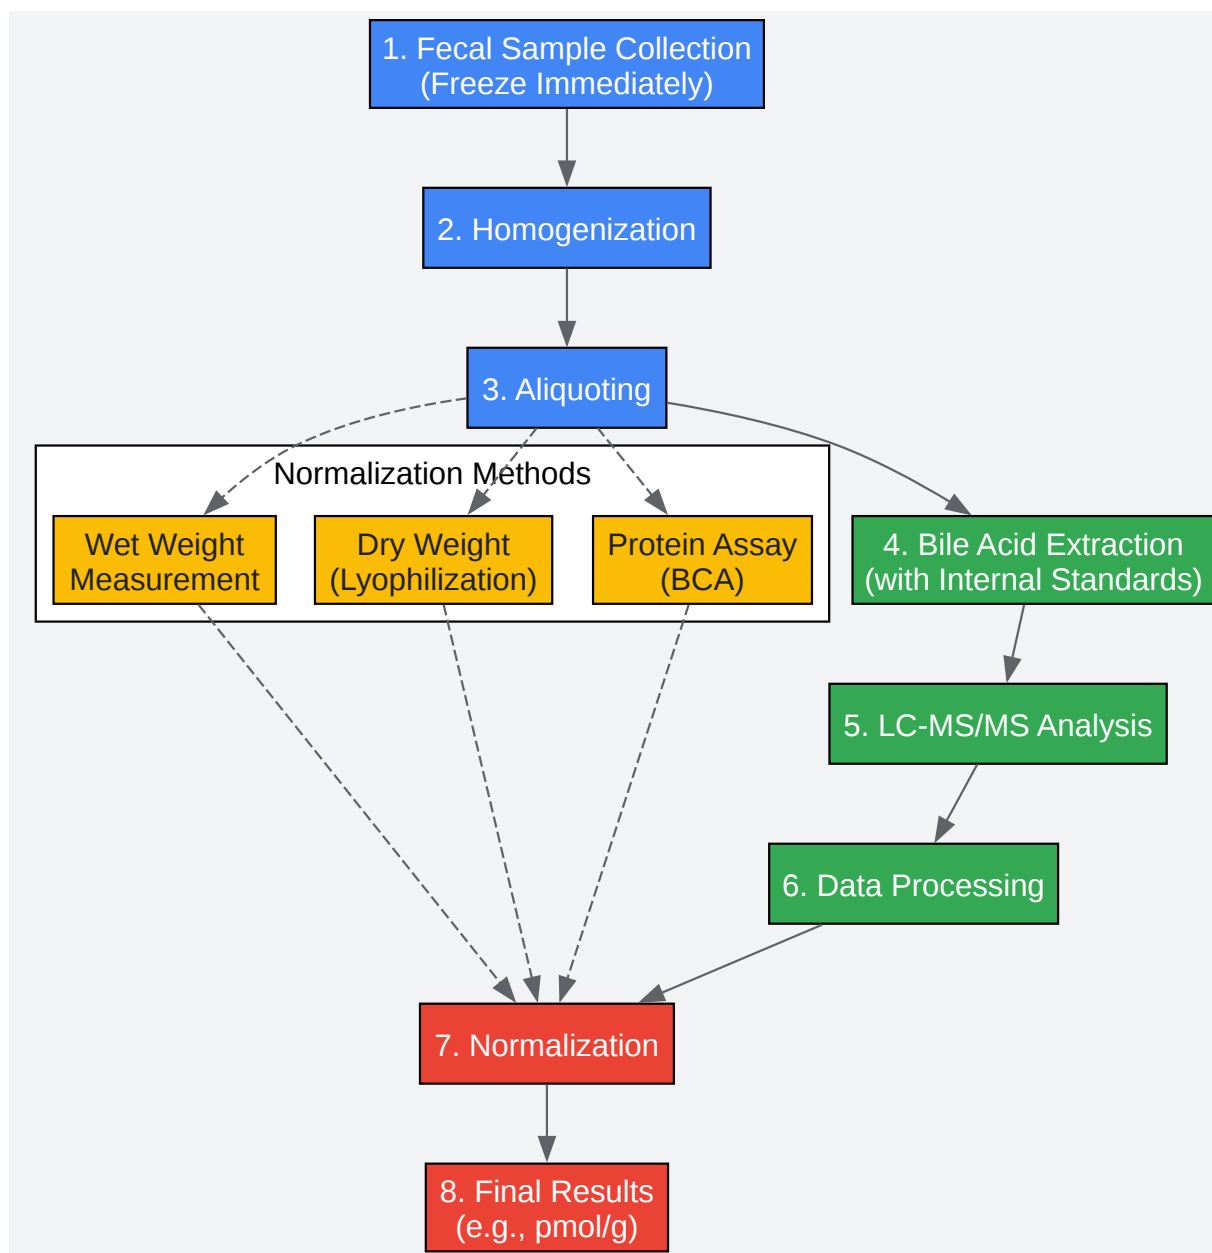 1. Fecal Sample Collection
(Freeze Immediately)
2. Homogenization
3. Aliquoting
Normalization Methods
Wet Weight
Measurement
Dry Weight
(Lyophilization)
Protein Assay
(BCA)
4. Bile Acid Extraction
(with Internal Standards)
5. LC-MS/MS Analysis
6. Data Processing
7. Normalization
8. Final Results
(e.g., pmol/g)